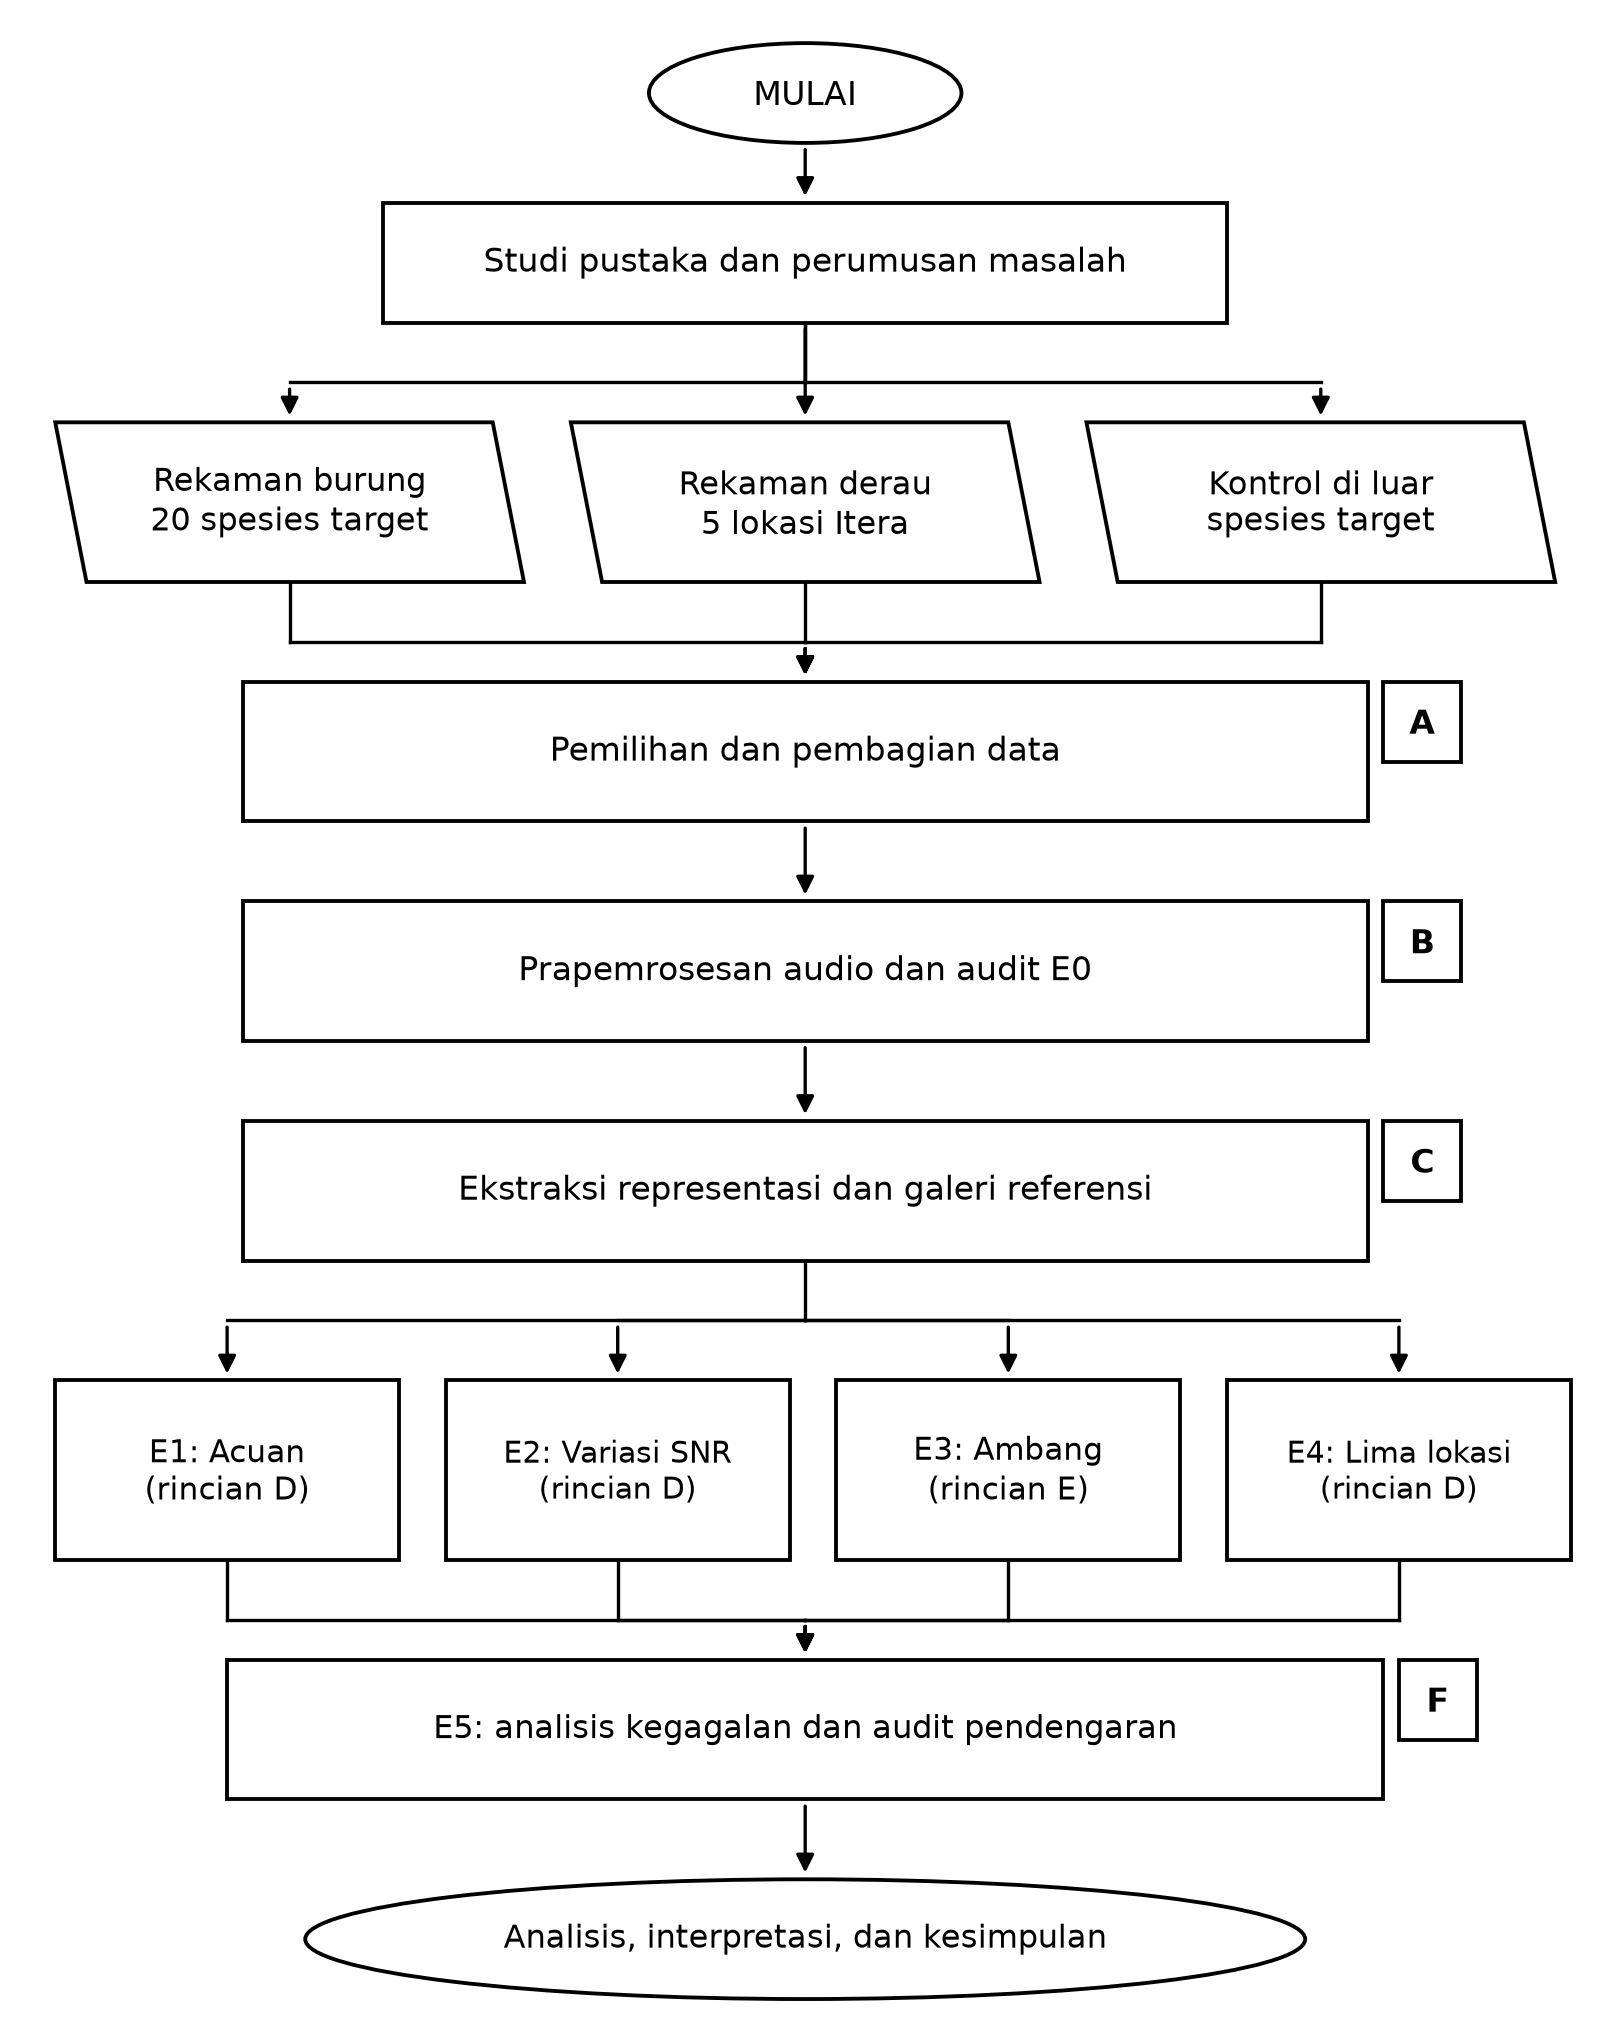 MULAI
Studi pustaka dan perumusan masalah
Rekaman burung
20 spesies target
Rekaman derau
5 lokasi Itera
Kontrol di luar
spesies target
Pemilihan dan pembagian data
A
Prapemrosesan audio dan audit E0
B
Ekstraksi representasi dan galeri referensi
C
E1: Acuan
(rincian D)
E2: Variasi SNR
(rincian D)
E3: Ambang
(rincian E)
E4: Lima lokasi
(rincian D)
E5: analisis kegagalan dan audit pendengaran
F
Analisis, interpretasi, dan kesimpulan